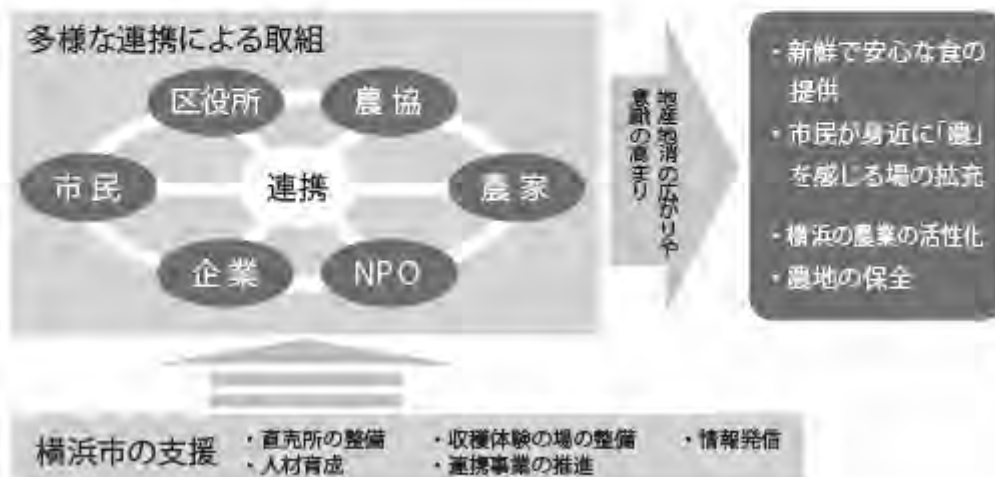 多様な連携による取組
区役所
農協
市民
連携
農家
企業
NPO
地産地消の広がりや
意識の高まり
・新鮮で安心な食の
提供
・市民が身近に「農」
を感じる場の拡充
・横浜の農業の活性化
・農地の保全
横浜市の支援
・直売所の整備
・収穫体験の場の整備
・情報発信
・人材育成
・連携事業の推進